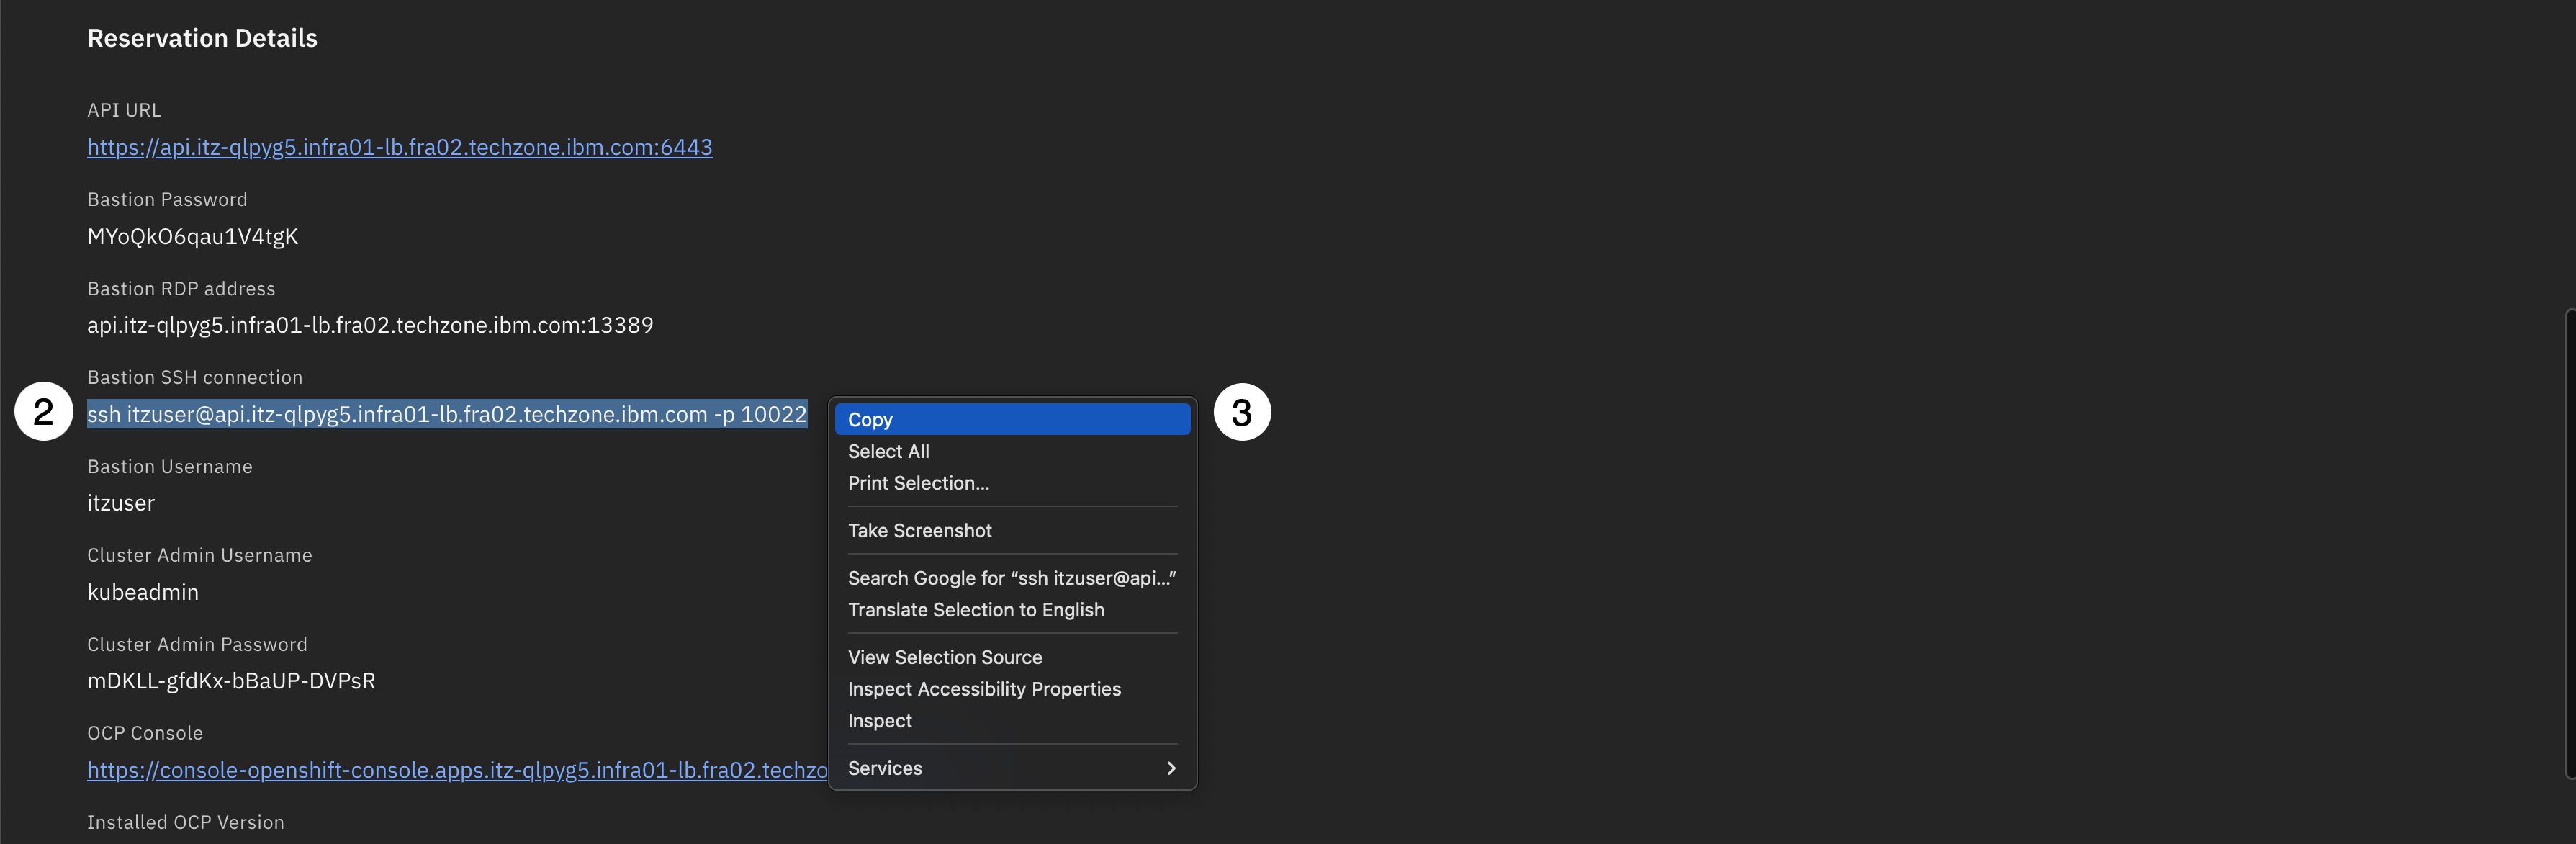 Reservation Details
API URL
https://api.itz-qlpyg5.infra01-lb.fra02.techzone.ibm.com:6443
Bastion Password
MYoQkO6qau1V4tgK
Bastion RDP address
api.itz-qlpyg5.infra01-lb.fra02.techzone.ibm.com:13389
Bastion SSH connection
2
ssh itzuser@api.itz-qlpyg5.infra01-lb.fra02.techzone.ibm.com -p 10022
Bastion Username
itzuser
Cluster Admin Username
kubeadmin
Cluster Admin Password
mDKLL-gfdKx-bBaUP-DVPsR
OCP Console
https://console-openshift-console.apps.itz-qlpyg5.infra01-lb.fra02.techzo
Installed OCP Version
Copy
3
Select All
Print Selection...
Take Screenshot
Search Google for “ssh itzuser@api...”
Translate Selection to English
View Selection Source
Inspect Accessibility Properties
Inspect
Services